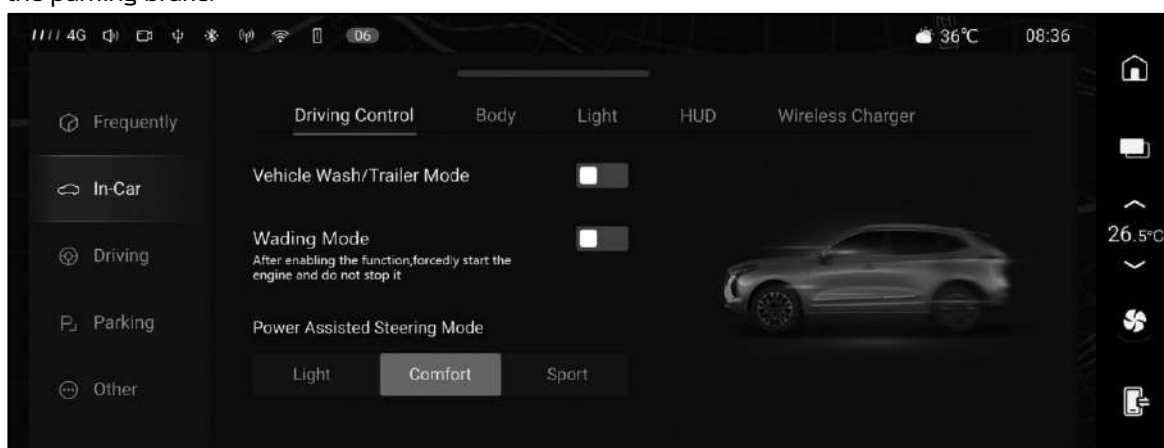 the parking brake.
4G
06
36℃
08:36
Driving Control
Body
Light
HUD
Wireless Charger
Frequently
In-Car
Driving
Parking
Other
Vehicle Wash/Trailer Mode
Wading Mode
After enabling the function,forcedly start the
engine and do not stop it
Power Assisted Steering Mode
Light
Comfort
Sport
26.5°C